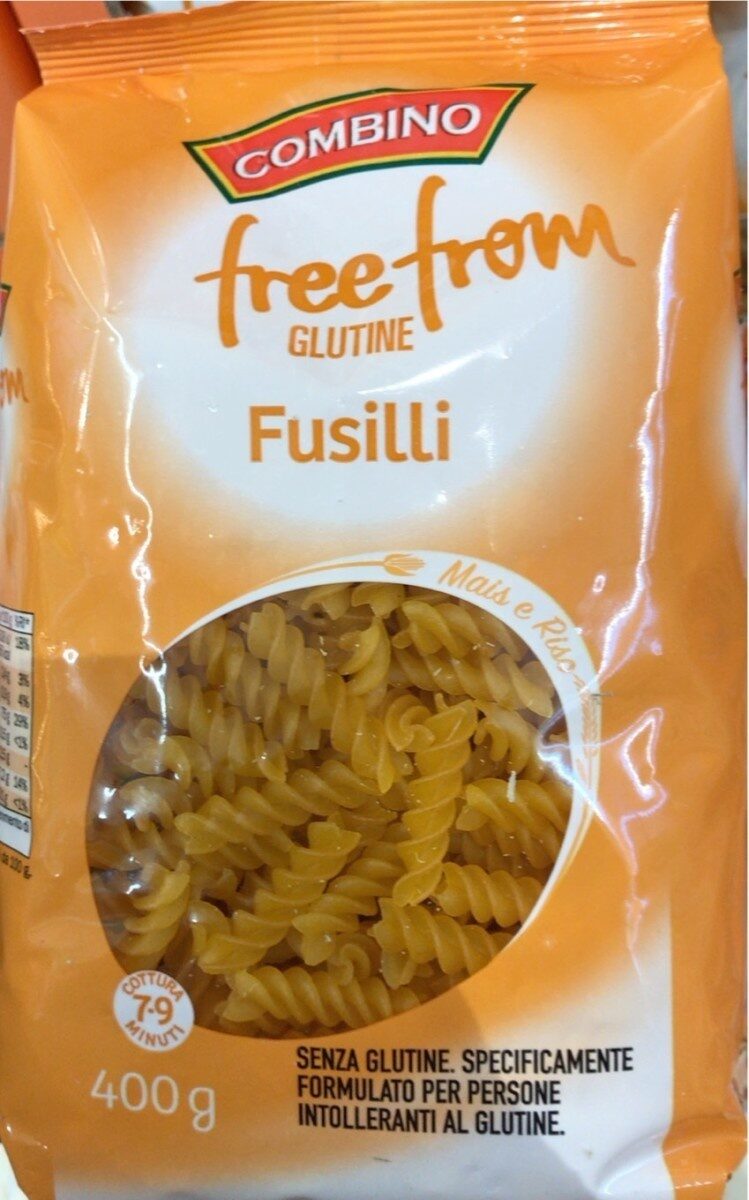 COMBINO
free from
GLUTINE
Fusilli
Mais e Riso
COTTURA
7-9
MINUTI
400 g
SENZA GLUTINE. SPECIFICAMENTE
FORMULATO PER PERSONE
INTOLLERANTI AL GLUTINE.